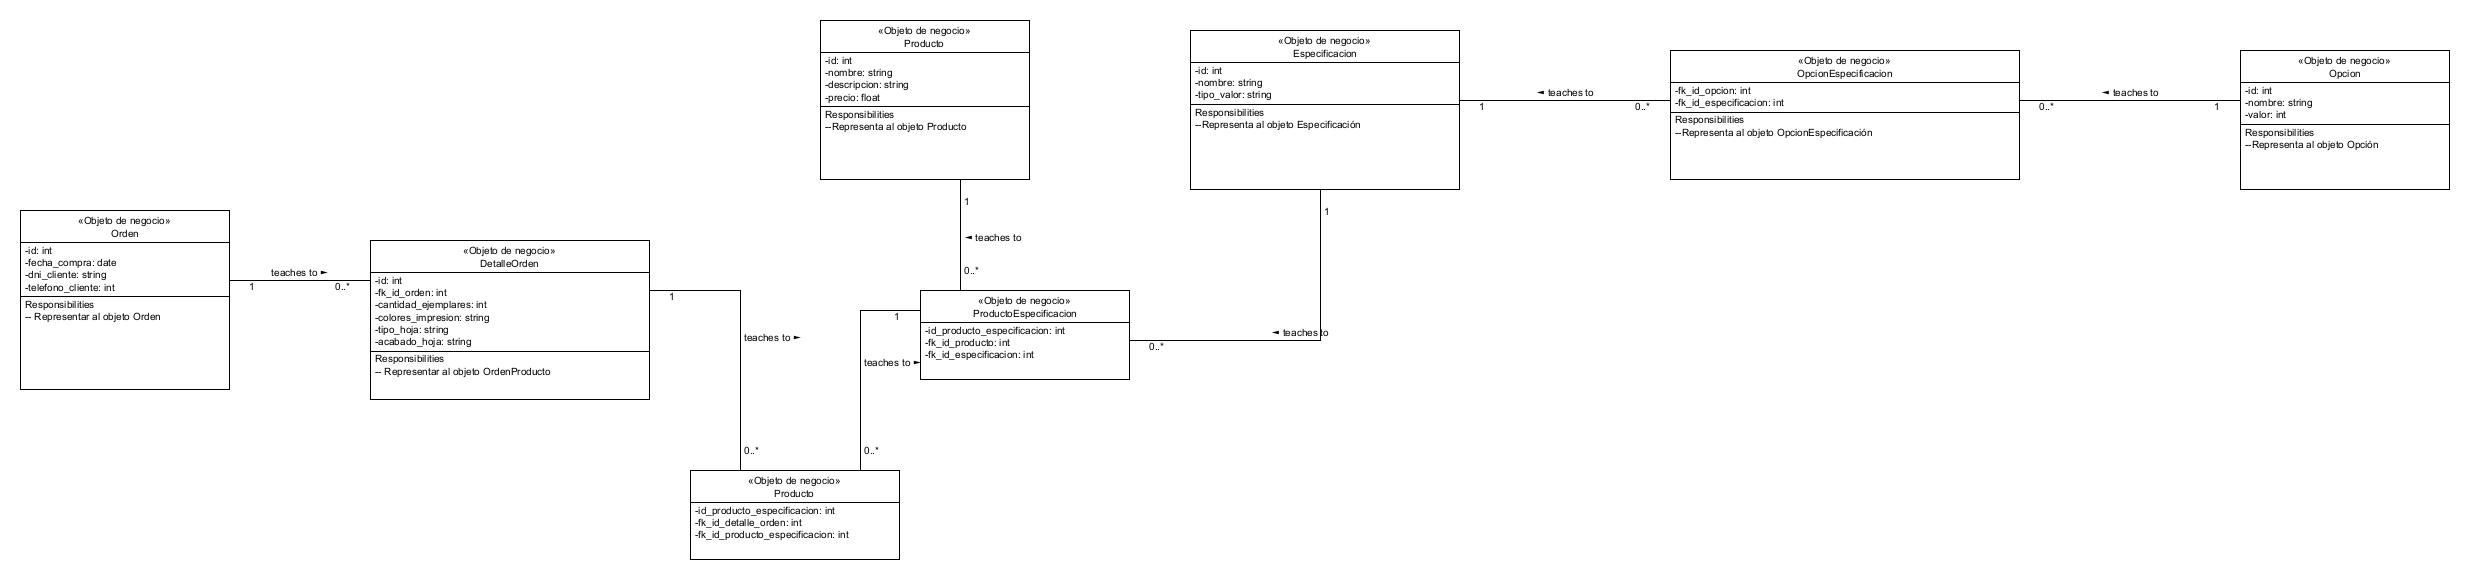 «Objeto de negocio»
Producto
-id: int
-nombre: string
-descripcion: string
-precio: float
Responsibilities
--Representa al objeto Producto
«Objeto de negocio»
Especificacion
-id: int
-nombre: string
-tipo_valor: string
Responsibilities
--Representa al objeto Especificación
«Objeto de negocio»
OpcionEspecificacion
-fk_id_opcion: int
-fk_id_especificacion: int
Responsibilities
--Representa al objeto OpcionEspecificación
«Objeto de negocio»
Opcion
-id: int
-nombre: string
-valor: int
Responsibilities
--Representa al objeto Opción
◄ teaches to
1
0..*
◄ teaches to
0..*
1
1
◄ teaches to
0..*
1
◄ teaches to
0..*
«Objeto de negocio»
Orden
-id: int
-fecha_compra: date
-dni_cliente: string
-telefono_cliente: int
Responsibilities
-- Representar al objeto Orden
teaches to ►
1
0..*
«Objeto de negocio»
DetalleOrden
-id: int
-fk_id_orden: int
-cantidad_ejemplares: int
-colores_impresion: string
-tipo_hoja: string
-acabado_hoja: string
Responsibilities
-- Representar al objeto OrdenProducto
1
teaches to ►
0..*
«Objeto de negocio»
ProductoEspecificacion
-id_producto_especificacion: int
-fk_id_producto: int
-fk_id_especificacion: int
1
teaches to ►
0..*
«Objeto de negocio»
Producto
-id_producto_especificacion: int
-fk_id_detalle_orden: int
-fk_id_producto_especificacion: int